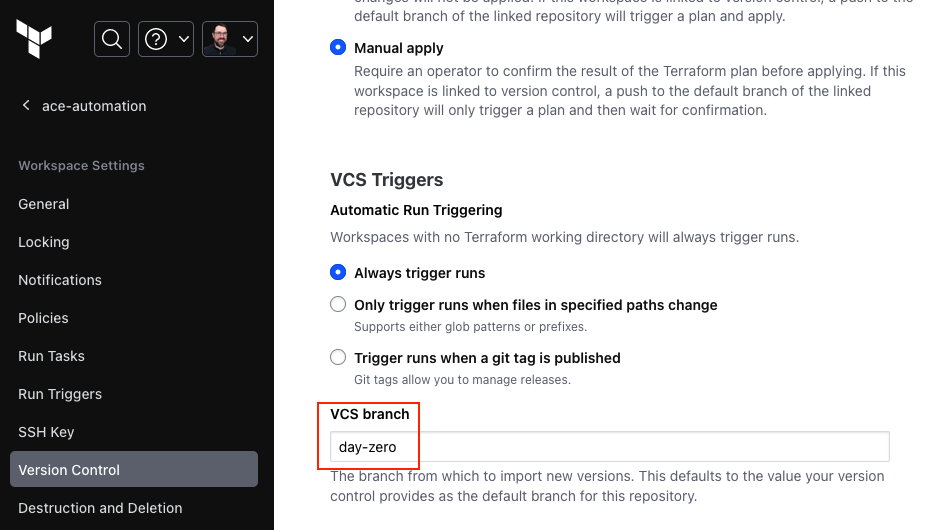 ace-automation
Workspace Settings
General
Locking
Notifications
Policies
Run Tasks
Run Triggers
SSH Key
Version Control
Destruction and Deletion
default branch of the linked repository will trigger a plan and apply.
Manual apply
Require an operator to confirm the result of the Terraform plan before applying. If this
workspace is linked to version control, a push to the default branch of the linked
repository will only trigger a plan and then wait for confirmation.
VCS Triggers
Automatic Run Triggering
Workspaces with no Terraform working directory will always trigger runs.
Always trigger runs
Only trigger runs when files in specified paths change
Supports either glob patterns or prefixes.
Trigger runs when a git tag is published
Git tags allow you to manage releases.
VCS branch
day-zero
The branch from which to import new versions. This defaults to the value your version
control provides as the default branch for this repository.